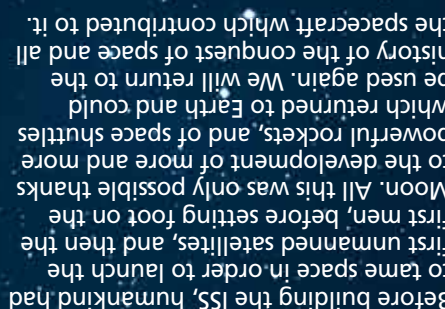 Before building the ISS, humankind had
to tame space in order to launch the
first unmanned satellites, and then the
first men, before setting foot on the
Moon. All this was only possible thanks
to the development of more and more
powerful rockets, and of space shuttles
which returned to Earth and could
be used again. We will return to the
history of the conquest of space and all
the spacecraft which contributed to it.